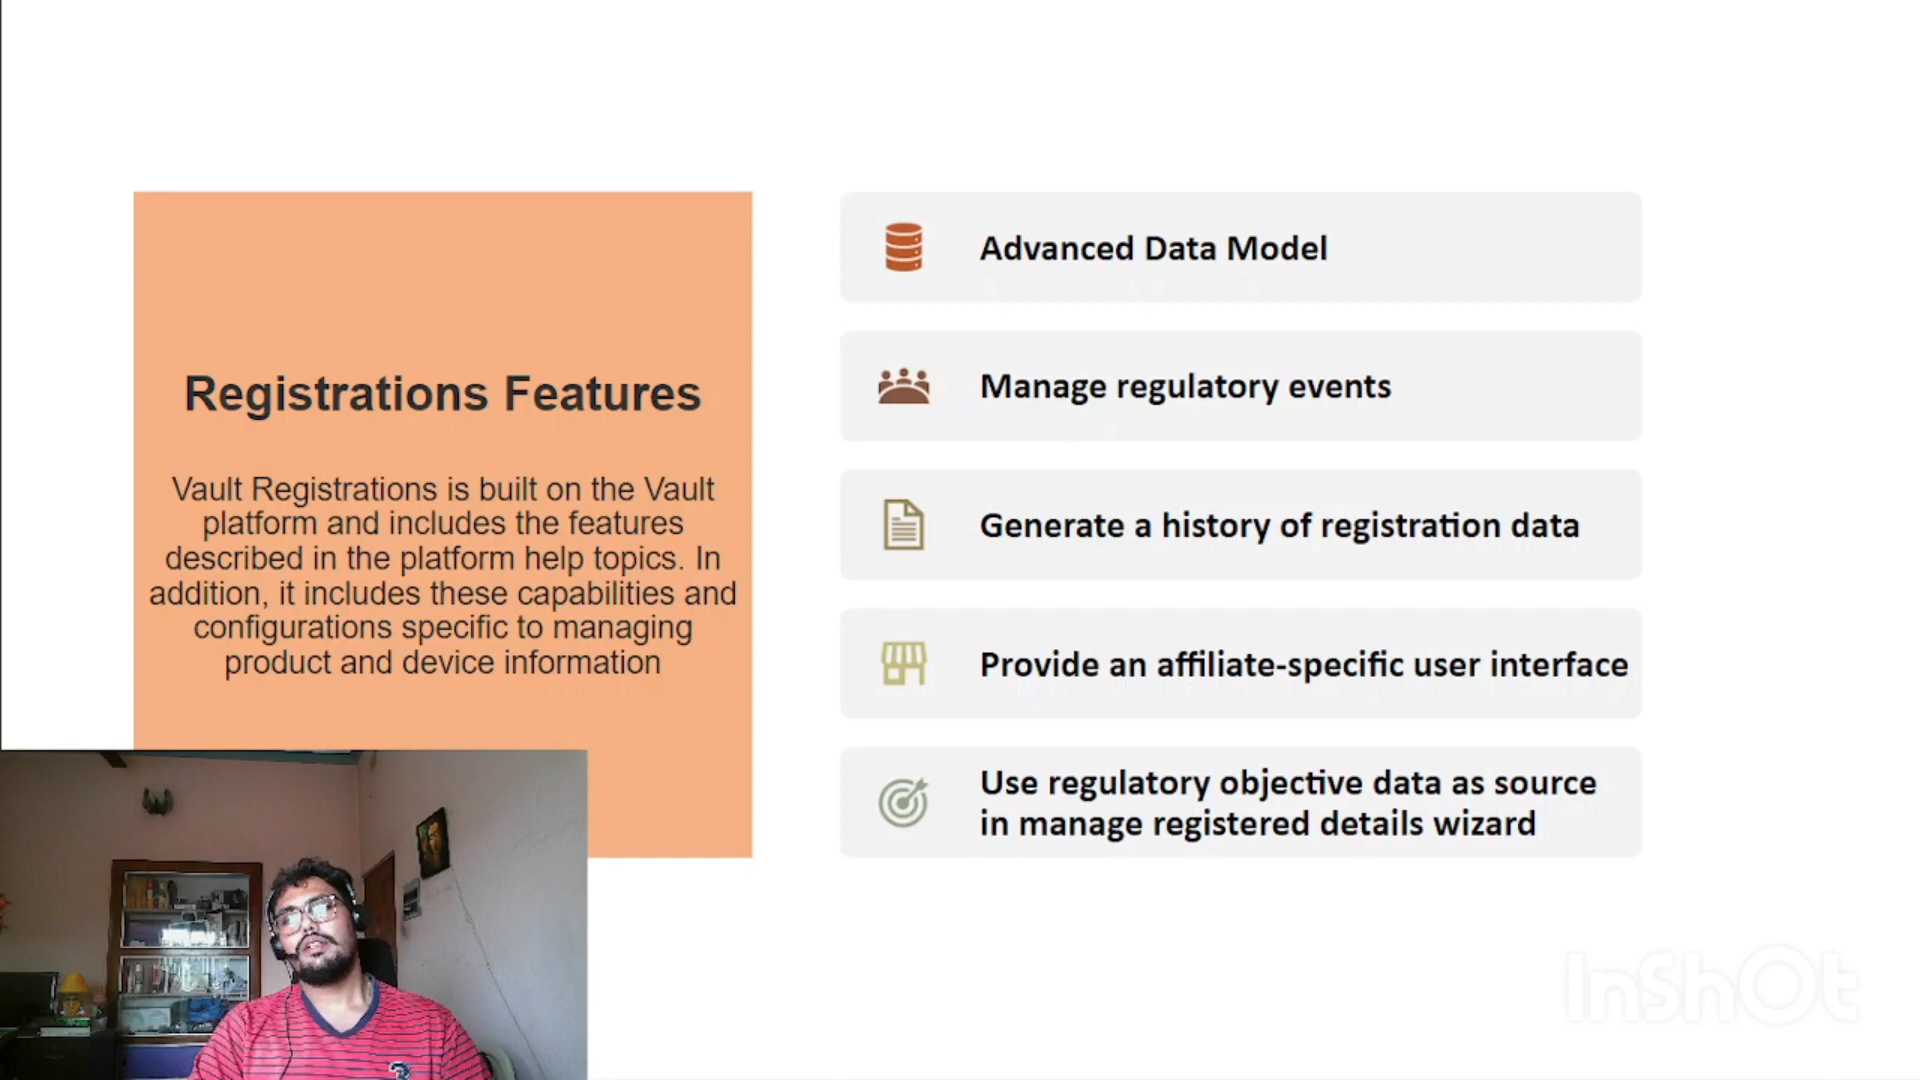 Registrations Features
Vault Registrations is built on the Vault
platform and includes the features
described in the platform help topics. In
addition, it includes these capabilities and
configurations specific to managing
product and device information
Advanced Data Model
Manage regulatory events
Generate a history of registration data
Provide an affiliate-specific user interface
Use regulatory objective data as source
in manage registered details wizard
InShOt